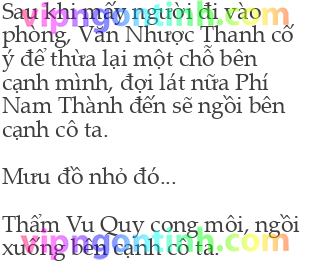 Sau khi mấy người đi vào
vipngontinh.com
phòng, Văn Nhược Thanh cố
ý để thừa lại một chỗ bên
cạnh mình, đợi lát nữa Phí
Nam Thành đến sẽ ngồi bên
cạnh cô ta.
Mưu đồ nhỏ đó...
Thẩm Vu Quy cong môi, ngồi
vipngontinh.com
xuống bên cạnh cô ta.